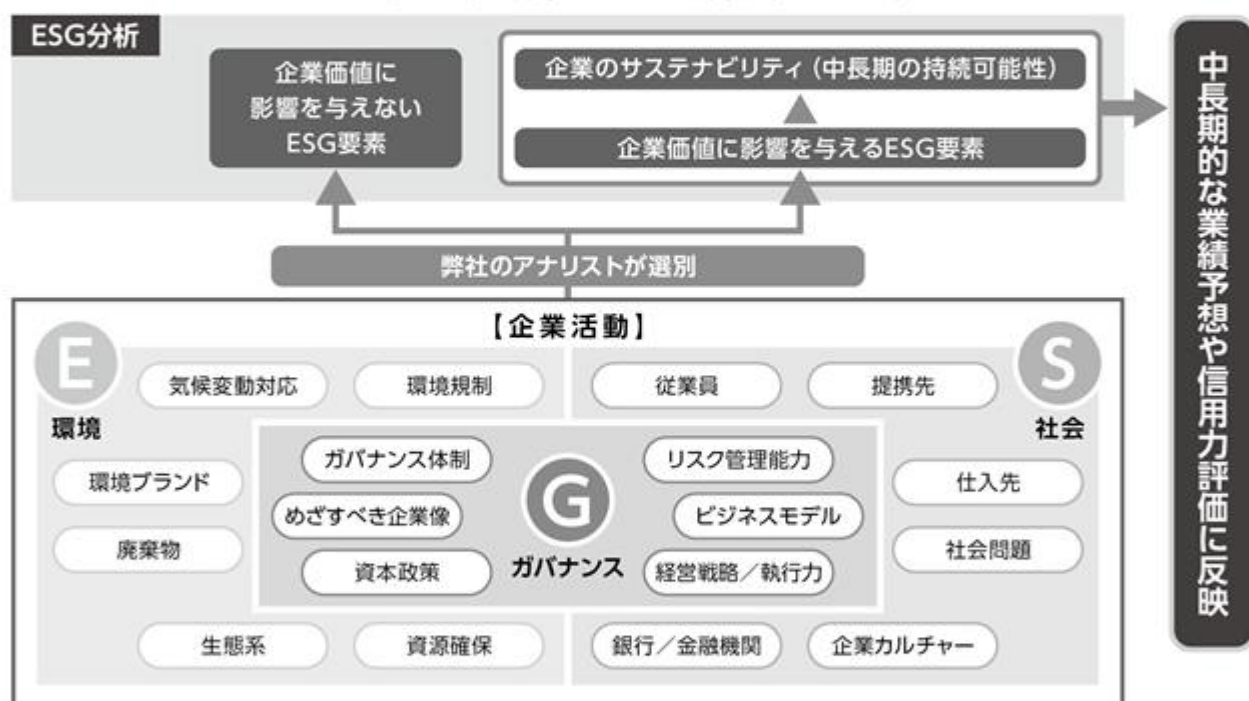 ESG分析
企業価値に
影響を与えない
ESG要素
企業のサステナビリティ（中長期の持続可能性）
企業価値に影響を与えるESG要素
中長期的な業績予想や信用力評価に反映
弊社のアナリストが選別
【企業活動】
E
環境
S
社会
気候変動対応
環境規制
従業員
提携先
環境ブランド
廃棄物
ガバナンス体制
めざすべき企業像
資本政策
G
ガバナンス
リスク管理能力
ビジネスモデル
経営戦略／執行力
仕入先
社会問題
生態系
資源確保
銀行／金融機関
企業カルチャー